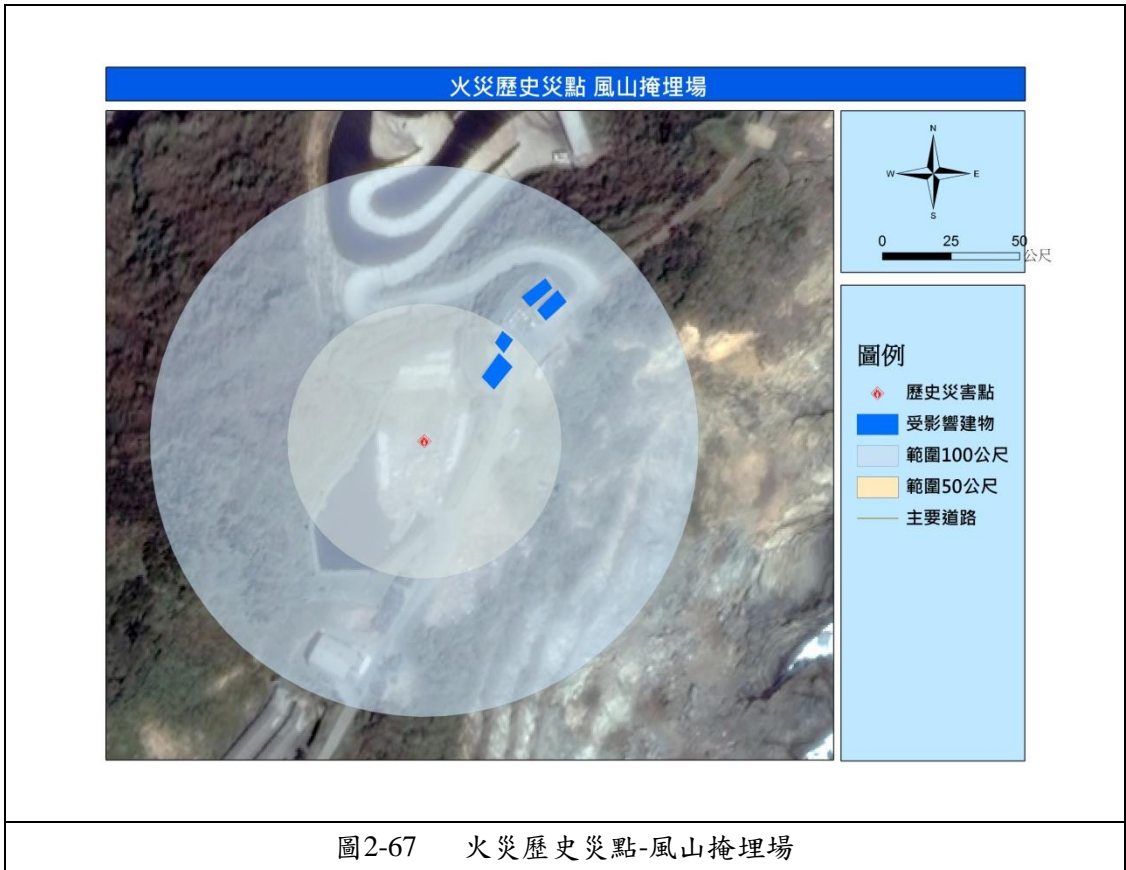 火災歷史災點 風山掩埋場
N
W E
S
0 25 50
公尺
圖例
歷史災害點
受影響建物
範圍100公尺
範圍50公尺
主要道路
圖2-67 火災歷史災點-風山掩埋場